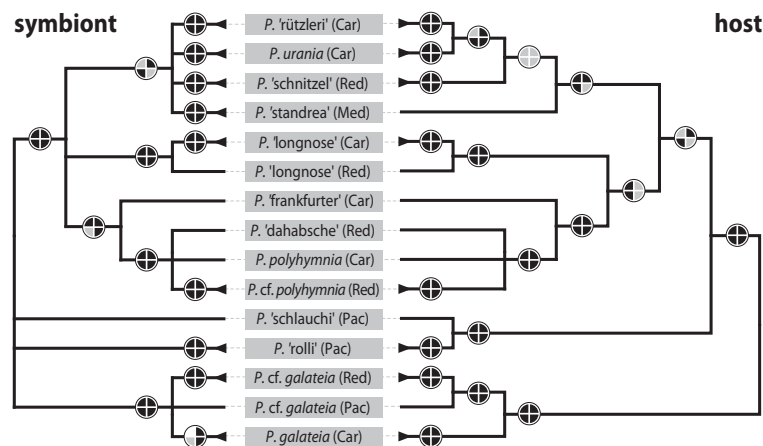 symbiont
host
P. 'rützleri' (Car)
P. urania (Car)
P. 'schnitzel' (Red)
P. 'standrea' (Med)
P. 'longnose' (Car)
P. 'longnose' (Red)
P. 'frankfurter' (Car)
P. 'dahabsche' (Red)
P. polyhymnia (Car)
P. cf. polyhymnia (Red)
P. 'schlauchi' (Pac)
P. 'rolli' (Pac)
P. cf. galateia (Red)
P. cf. galateia (Pac)
P. galateia (Car)